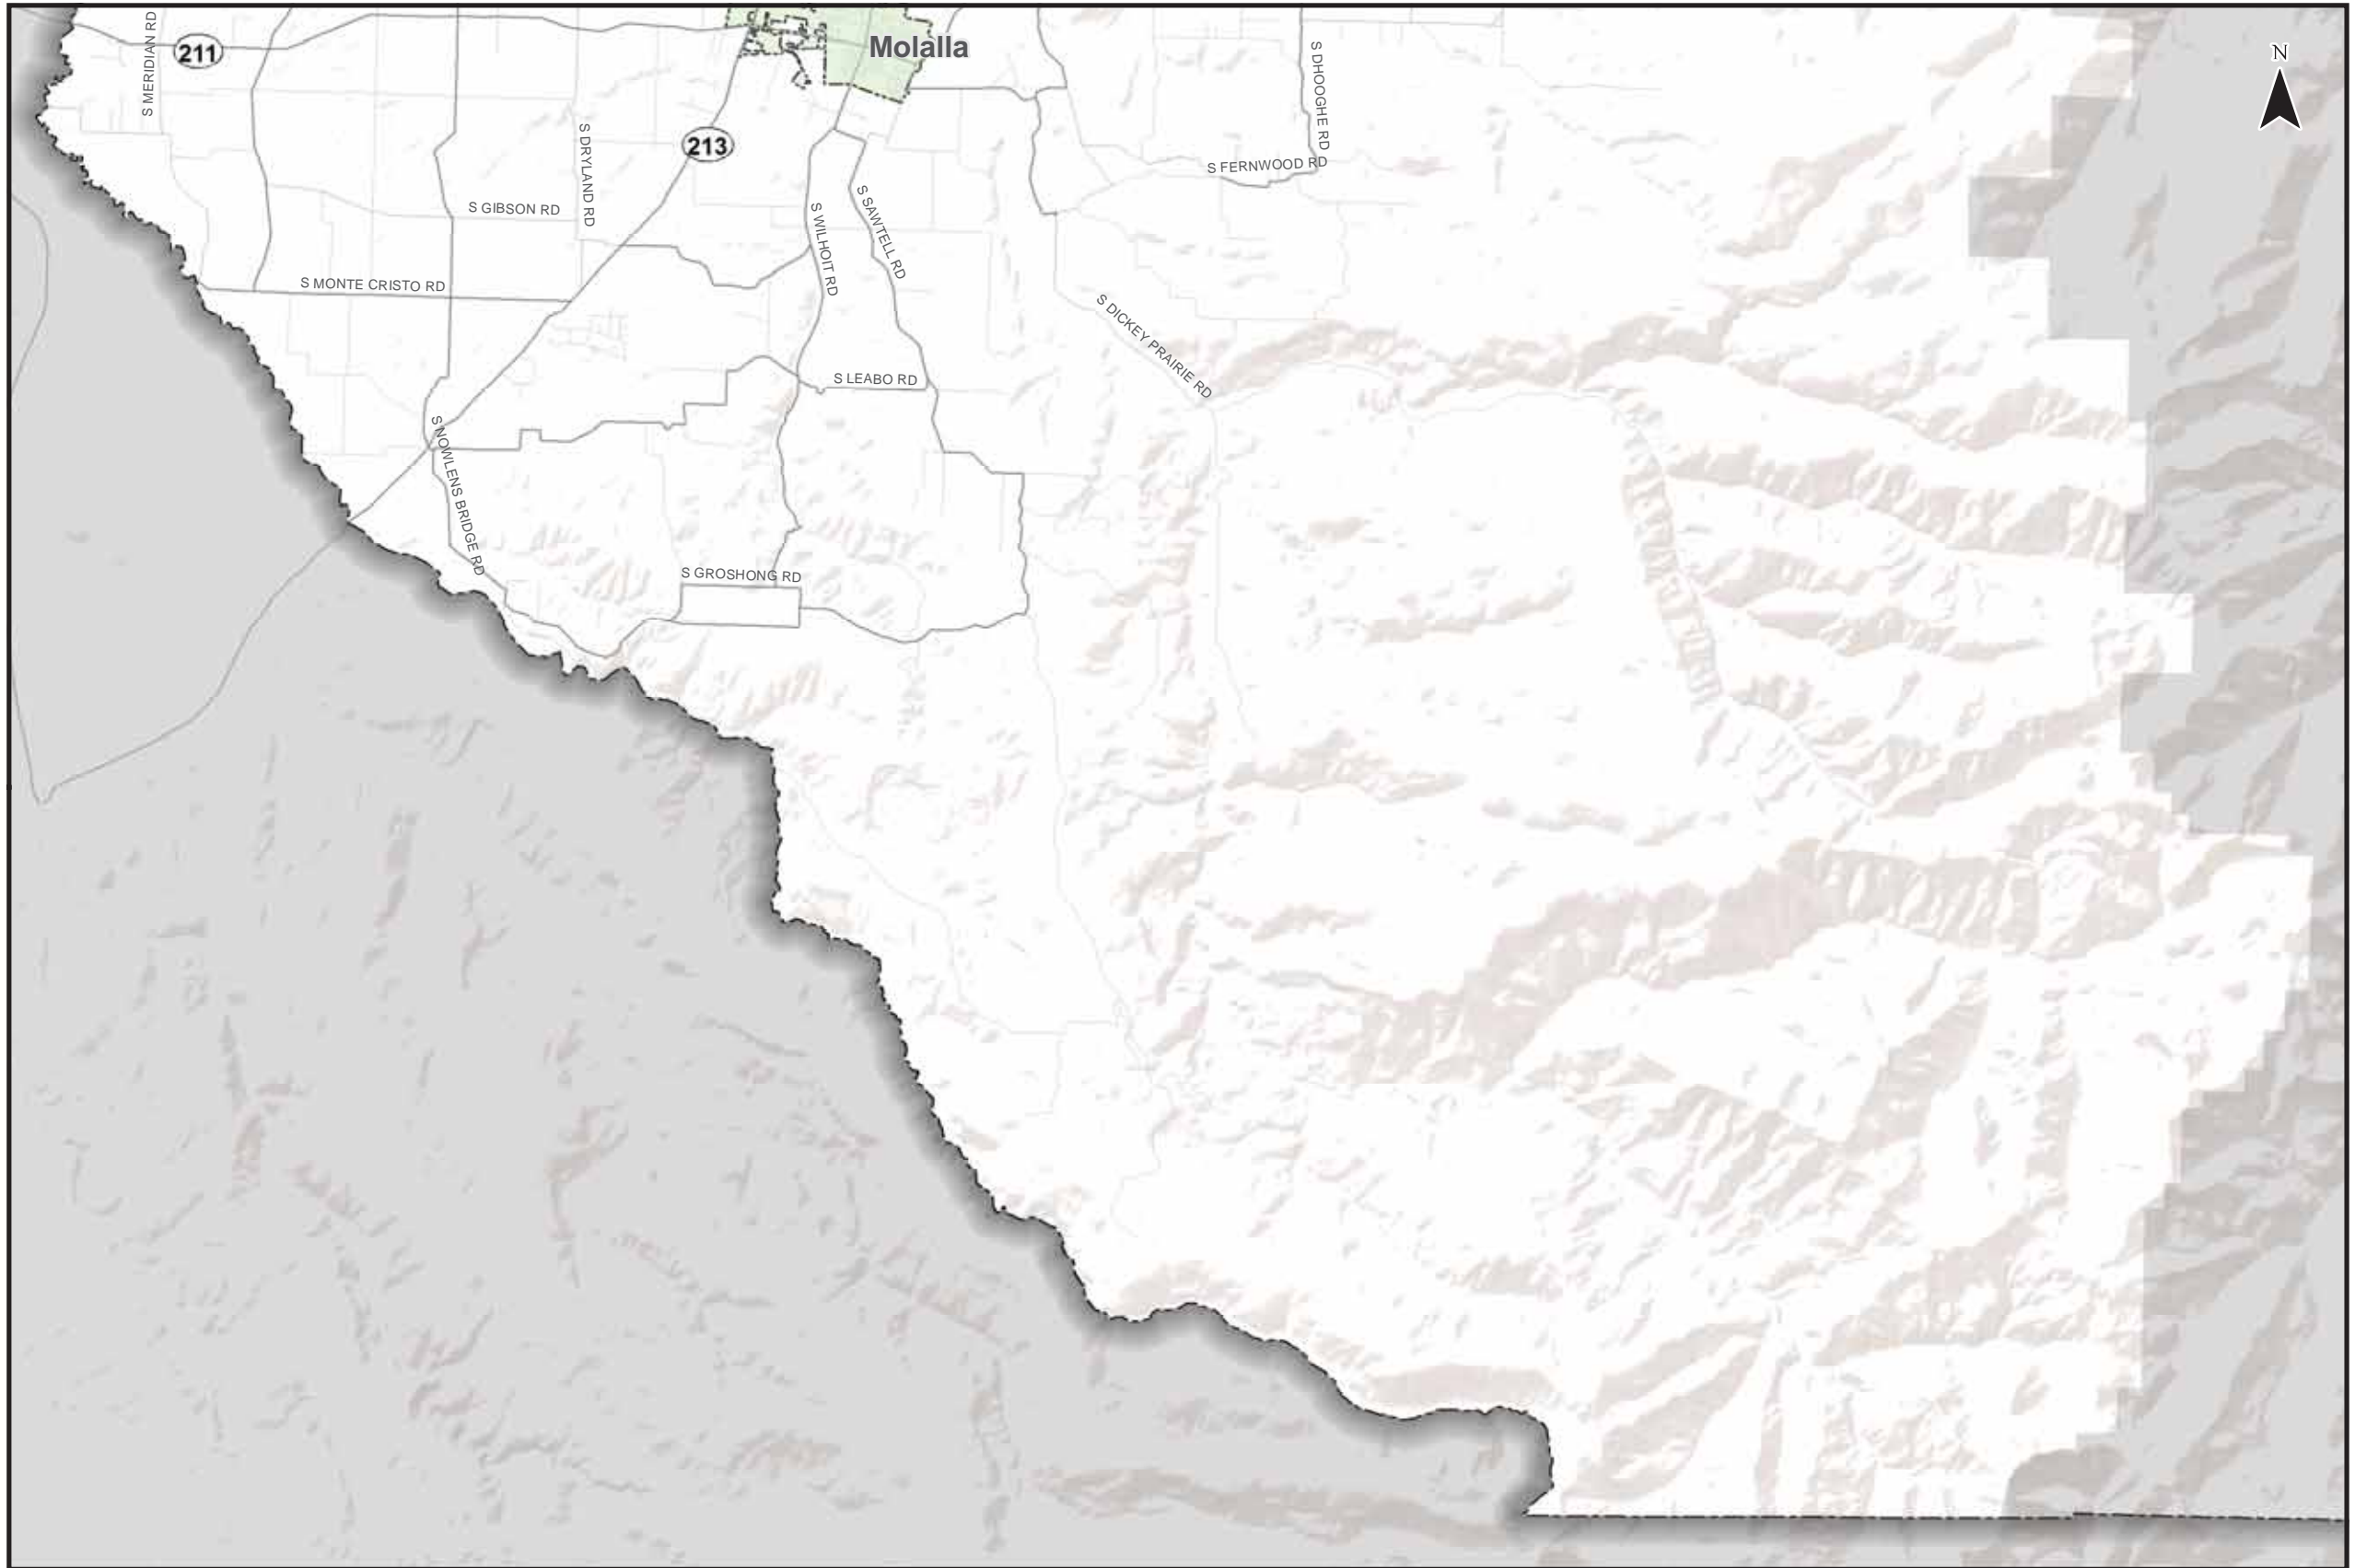 S MERIDIAN RD
211
Molalla
N
S DHOOGHE RD
S DRYLAND RD
213
S FERNWOOD RD
S GIBSON RD
S WILHOIT RD
S SAWTELL RD
S MONTE CRISTO RD
S DICKEY PRAIRIE RD
S LEABO RD
S NOWLENS BRIDGE RD
S GROSHONG RD